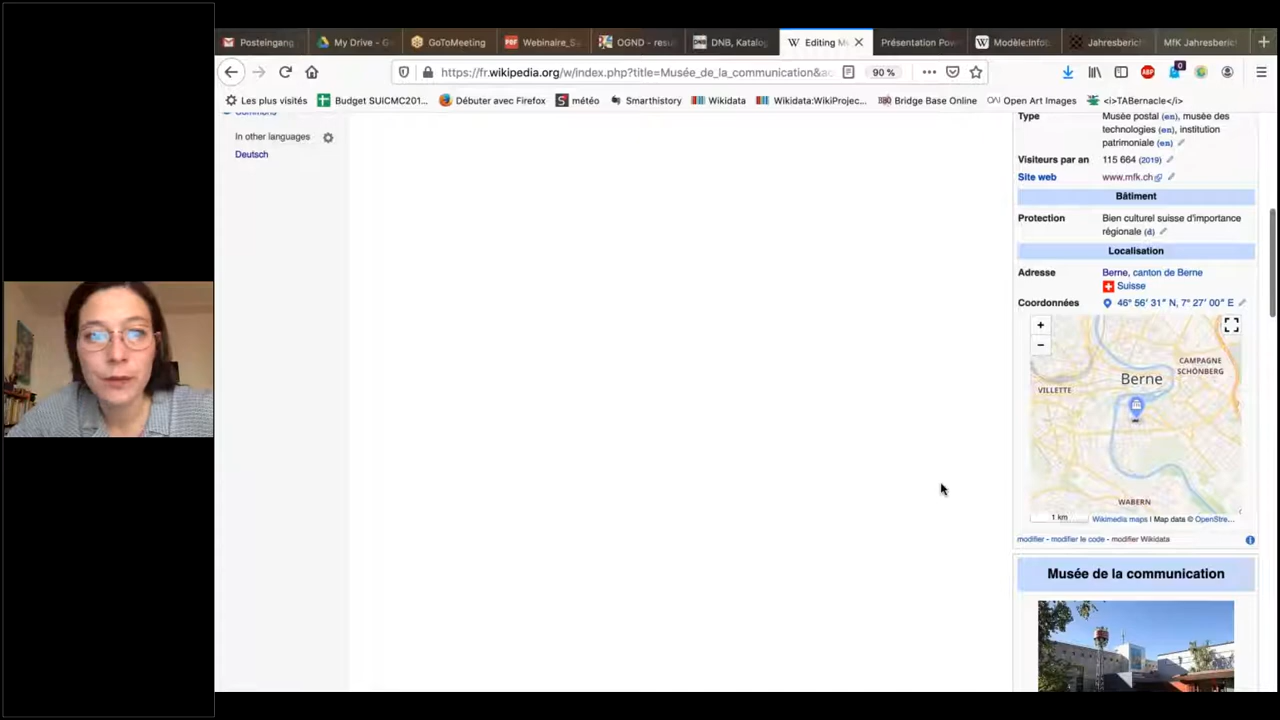 Posteingang
My Drive - G
GoToMeeting
Webinaire_S
OGND - resu
DNB, Katalog
Editing M
Présentation Pow
Modèle:Infob
Jahresberich
MfK Jahresberic
https://fr.wikipedia.org/w/index.php?title=Musée_de_la_communication&a
90 %
0
ABP
Les plus visités
Budget SUICMC201...
Débuter avec Firefox
météo
Smarthistory
Wikidata
Wikidata:WikiProjec...
Bridge Base Online
Open Art Images
<i>TABernacle</i>
Commons
In other languages
Deutsch
Type
Musée postal (en), musée des
technologies (en), institution
patrimoniale (en)
Visiteurs par an
115 664 (2019)
Site web
www.mfk.ch
Bâtiment
Protection
Bien culturel suisse d'importance
régionale (d)
Localisation
Adresse
Berne, canton de Berne
Suisse
Coordonnées
46° 56′ 31″ N, 7° 27′ 00″ E
+
−
CAMPAGNE
SCHÖNBERG
Berne
VILLETTE
WABERN
1 km
Wikimedia maps | Map data © OpenStre...
modifier - modifier le code - modifier Wikidata
Musée de la communication